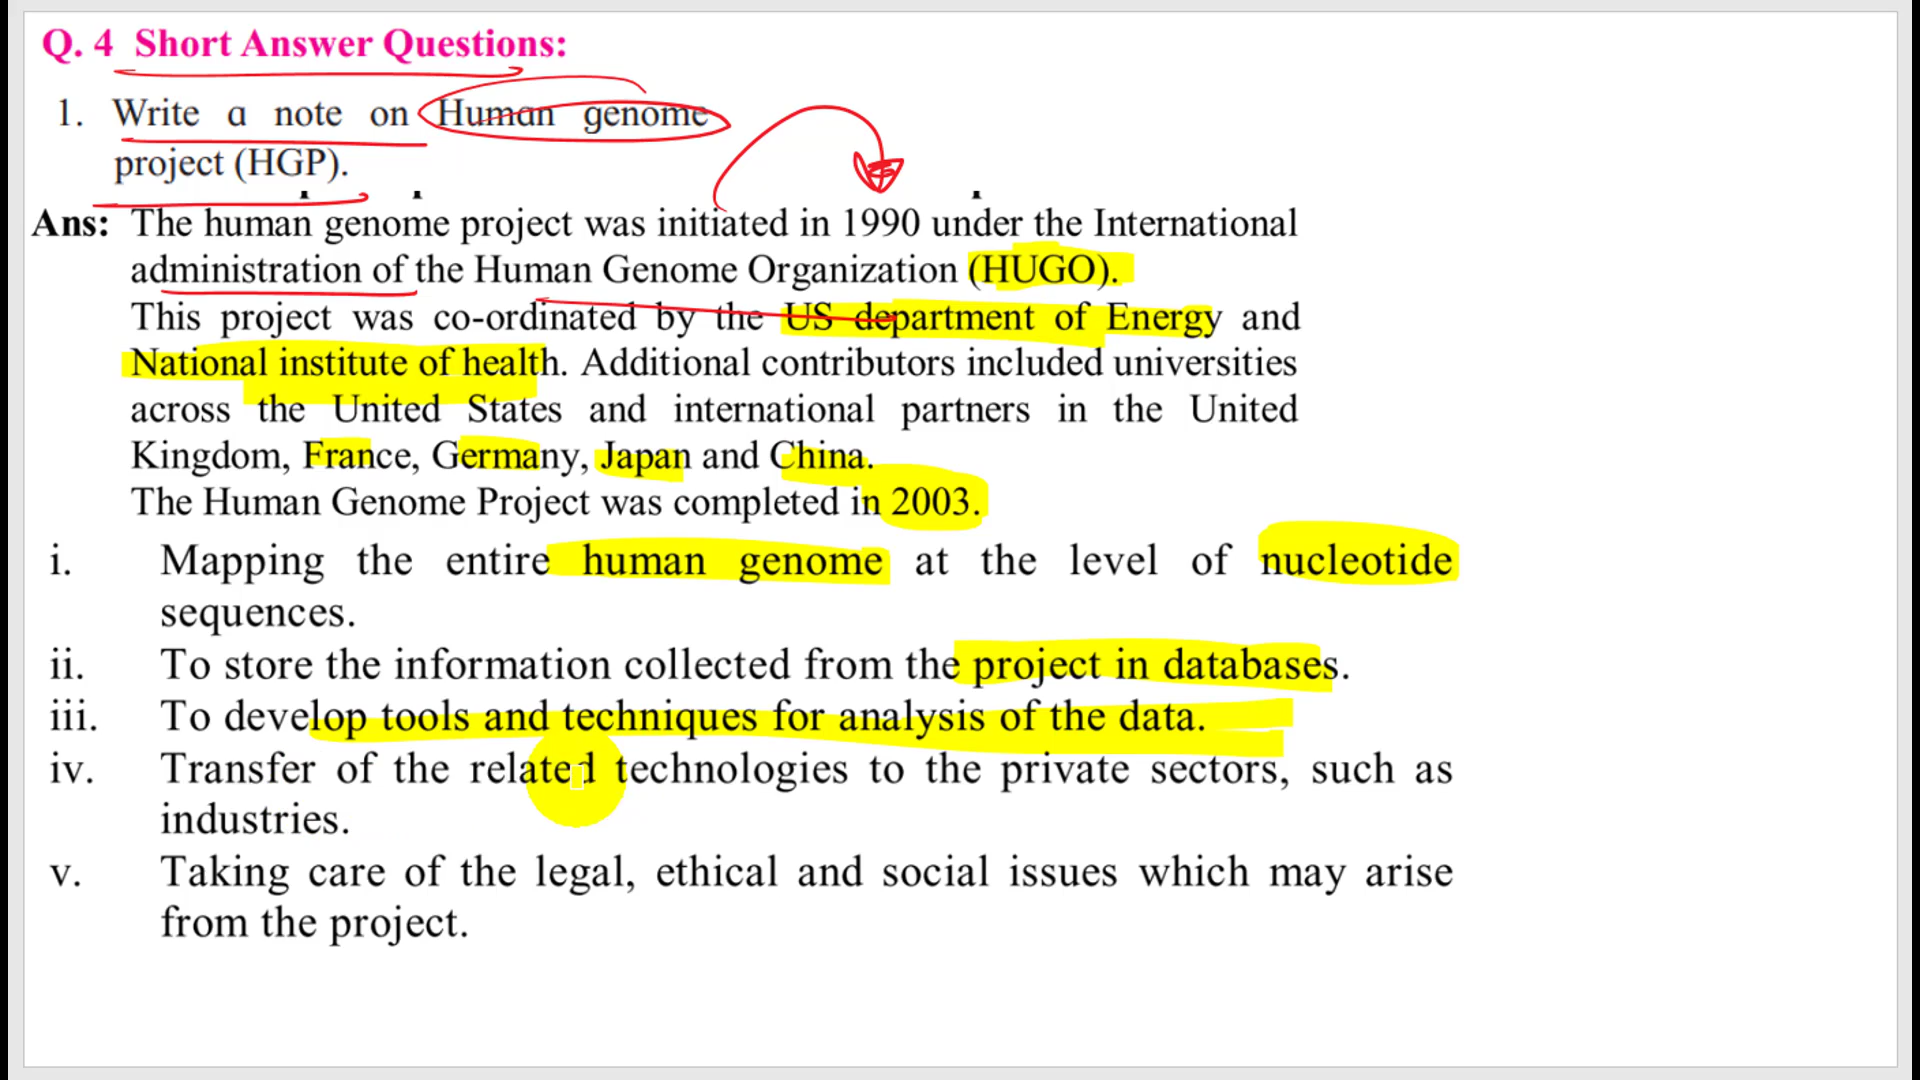 Q. 4 Short Answer Questions:
1. Write a note on Human genome
project (HGP).
Ans: The human genome project was initiated in 1990 under the International
administration of the Human Genome Organization (HUGO).
This project was co-ordinated by the US department of Energy and
National institute of health. Additional contributors included universities
across the United States and international partners in the United
Kingdom, France, Germany, Japan and China.
The Human Genome Project was completed in 2003.
i. Mapping the entire human genome at the level of nucleotide
sequences.
ii. To store the information collected from the project in databases.
iii. To develop tools and techniques for analysis of the data.
iv. Transfer of the related technologies to the private sectors, such as
industries.
v. Taking care of the legal, ethical and social issues which may arise
from the project.